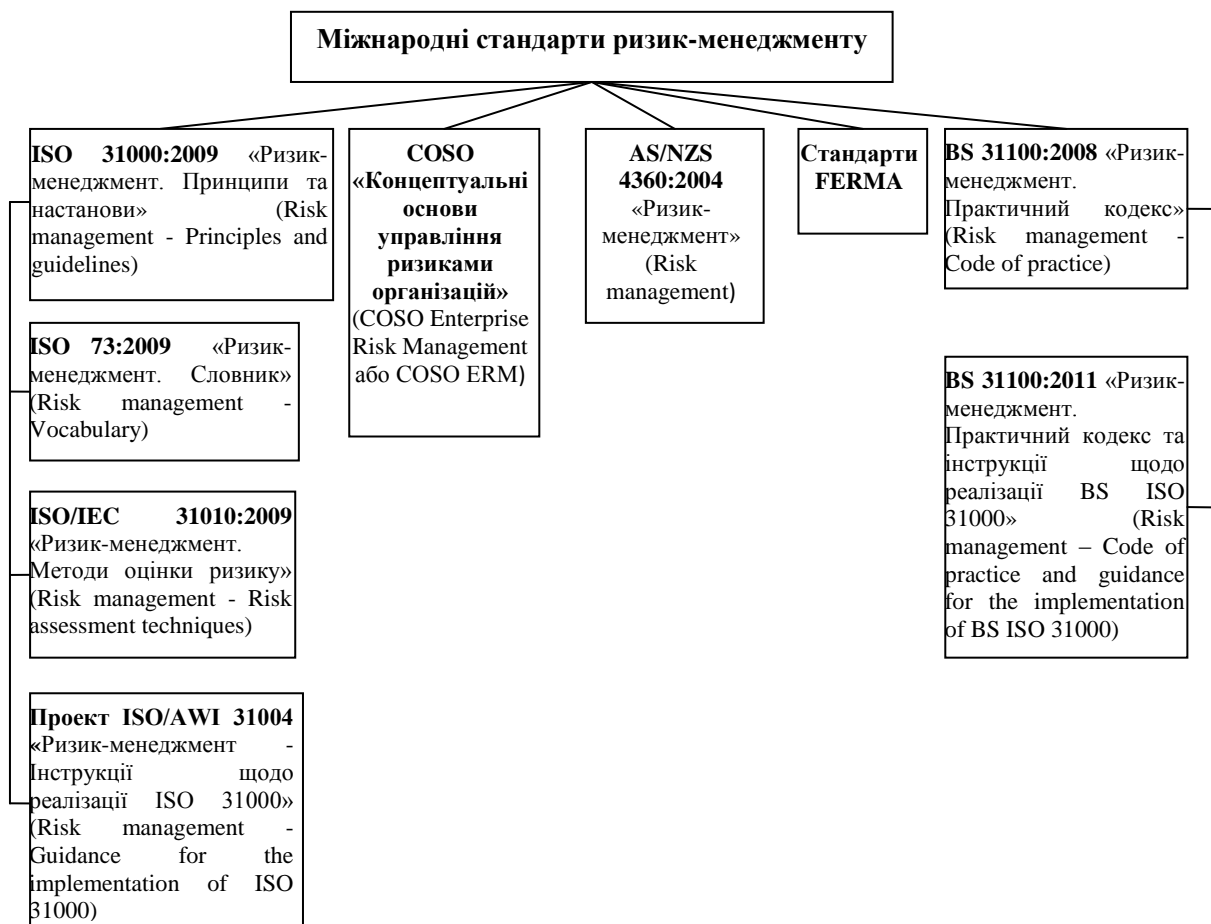 Міжнародні стандарти ризик-менеджменту
ISO 31000:2009 «Ризик-
менеджмент. Принципи та
настанови» (Risk
management - Principles and
guidelines)
ISO 73:2009 «Ризик-
менеджмент. Словник»
(Risk management -
Vocabulary)
ISO/IEC 31010:2009
«Ризик-менеджмент.
Методи оцінки ризику»
(Risk management - Risk
assessment techniques)
Проект ISO/AWI 31004
«Ризик-менеджмент -
Інструкції щодо
реалізації ISO 31000»
(Risk management -
Guidance for the
implementation of ISO
31000)
COSO
«Концептуальні
основи
управління
ризиками
організацій»
(COSO Enterprise
Risk Management
або COSO ERM)
AS/NZS
4360:2004
«Ризик-
менеджмент»
(Risk
management)
Стандарти
FERMA
BS 31100:2008 «Ризик-
менеджмент.
Практичний кодекс»
(Risk management -
Code of practice)
BS 31100:2011 «Ризик-
менеджмент.
Практичний кодекс та
інструкції щодо
реалізації BS ISO
31000» (Risk
management – Code of
practice and guidance
for the implementation
of BS ISO 31000)